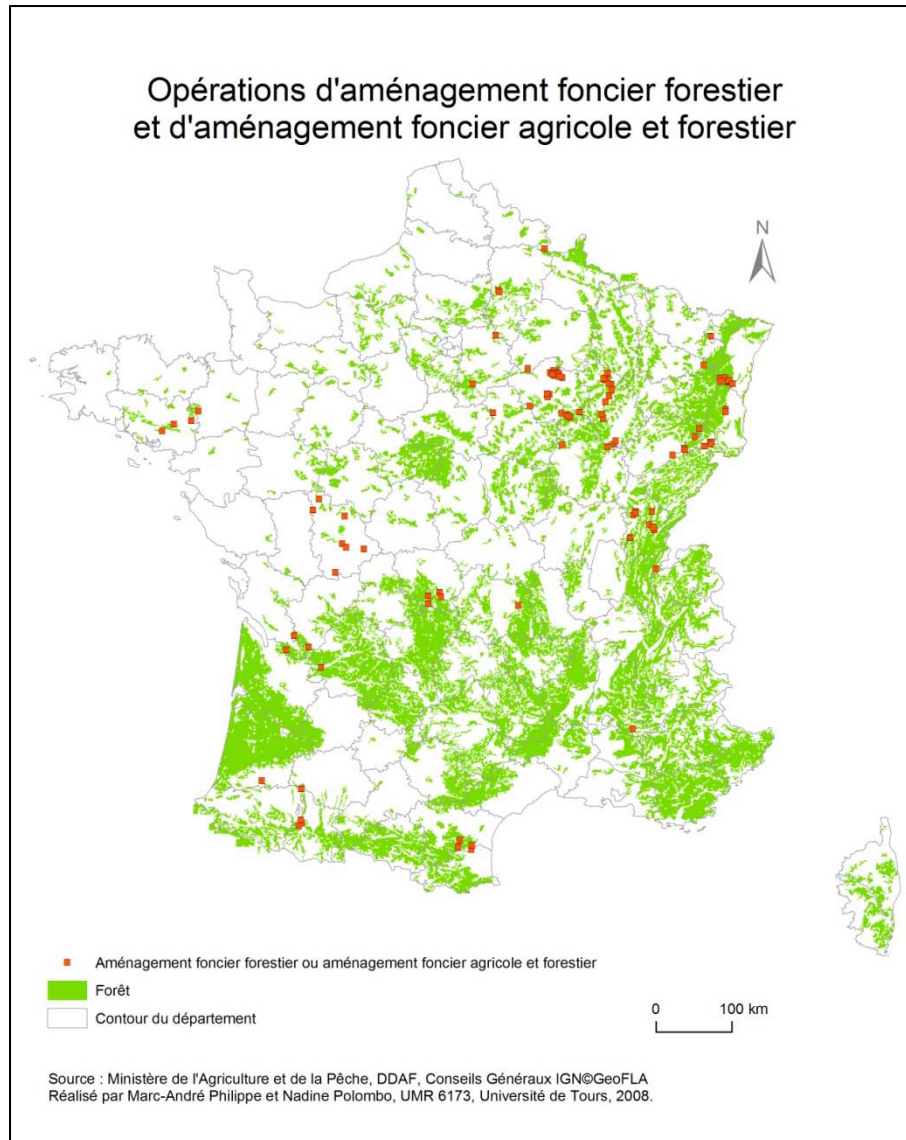 Opérations d'aménagement foncier forestier
et d'aménagement foncier agricole et forestier
N
Aménagement foncier forestier ou aménagement foncier agricole et forestier
Forêt
Contour du département
0 100 km
Source : Ministère de l'Agriculture et de la Pêche, DDAF, Conseils Généraux IGN©GeoFLA
Réalisé par Marc-André Philippe et Nadine Polombo, UMR 6173, Université de Tours, 2008.